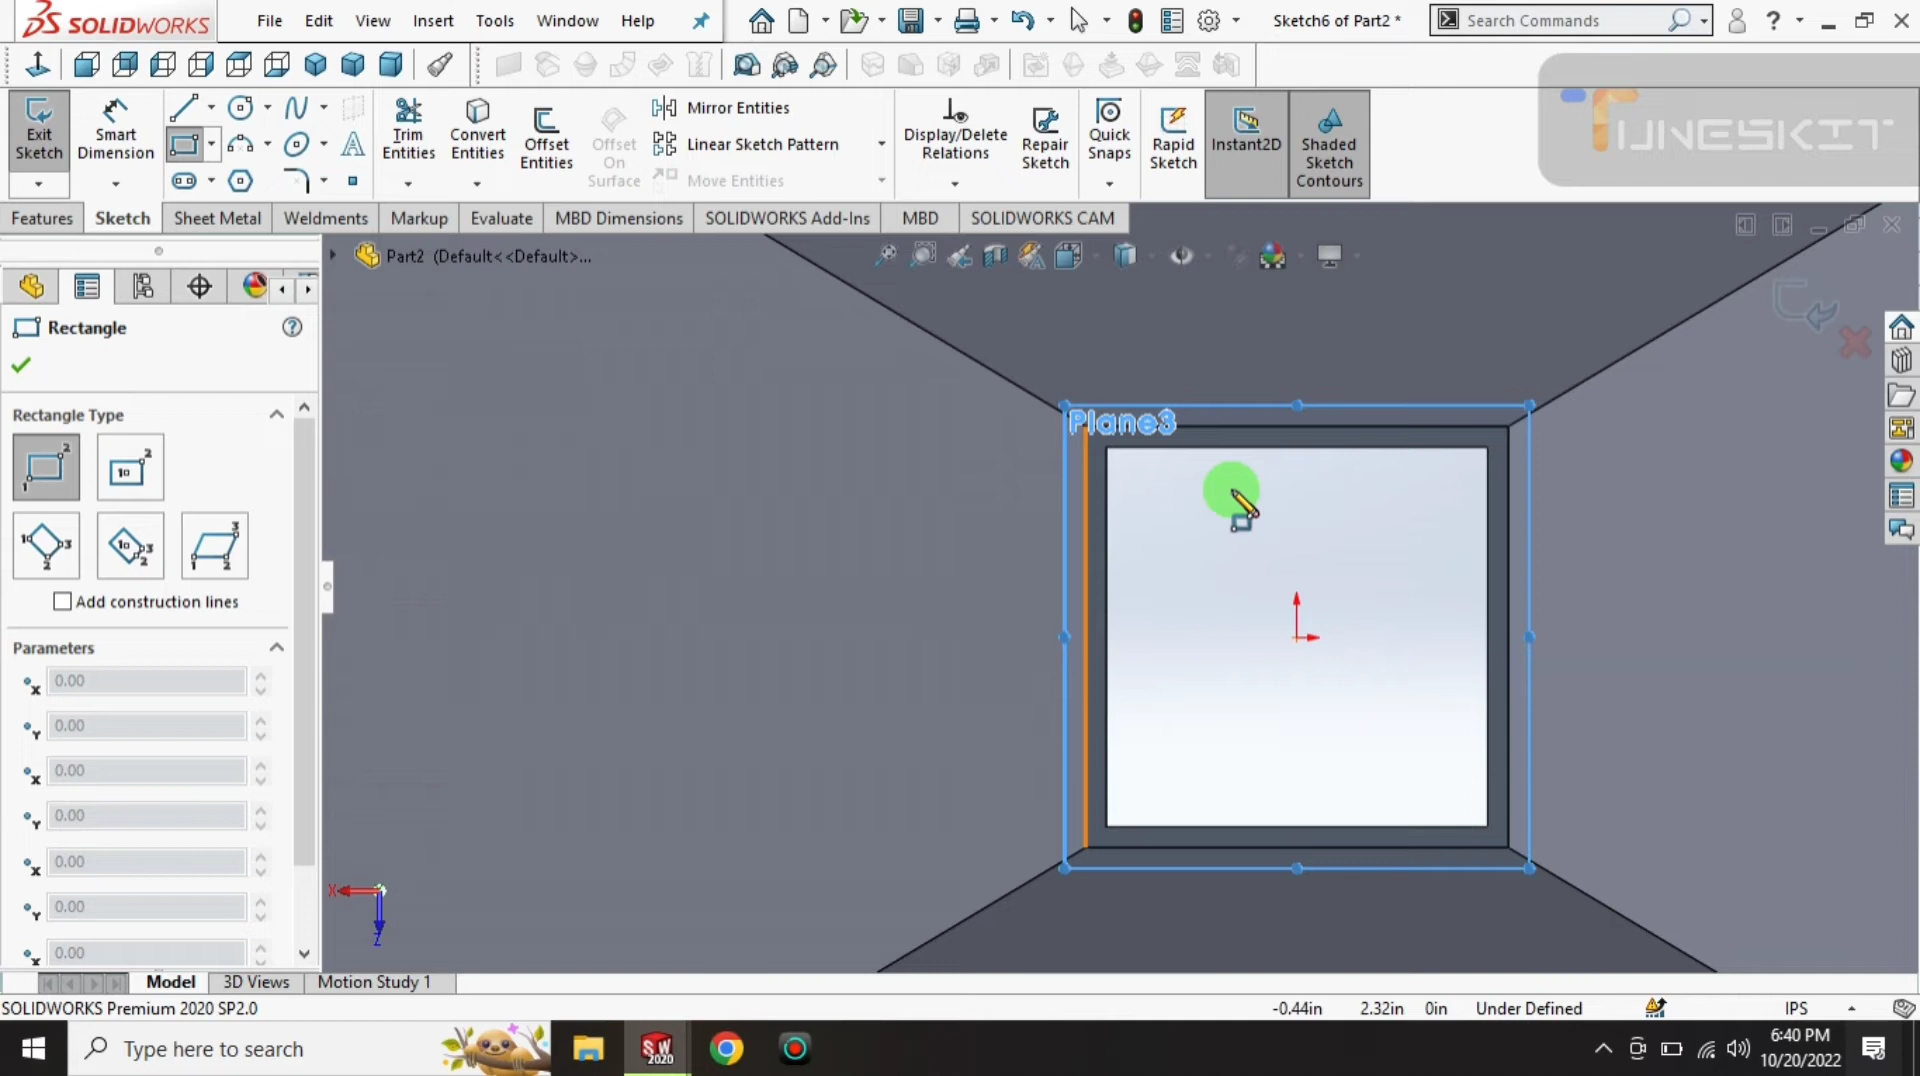 SOLIDWORKS File Edit View Insert Tools Window Help Sketch6 of Part2 * Search Commands ?
Exit Sketch
Smart Dimension
Trim Entities
Convert Entities
Offset Entities
Offset On Surface
Mirror Entities
Linear Sketch Pattern
Move Entities
Display/Delete Relations
Repair Sketch
Quick Snaps
Rapid Sketch
Instant2D
Shaded Sketch Contours
TUNESKIT
Features Sketch Sheet Metal Weldments Markup Evaluate MBD Dimensions SOLIDWORKS Add-Ins MBD SOLIDWORKS CAM
Part2 (Default<<Default>...
Rectangle
Rectangle Type
Add construction lines
Parameters
X 0.00
Y 0.00
X 0.00
Y 0.00
X 0.00
Y 0.00
X 0.00
Plane3
X
Z
Model 3D Views Motion Study 1
SOLIDWORKS Premium 2020 SP2.0 -0.44in 2.32in 0in Under Defined IPS
Type here to search
SW 2020
6:40 PM
10/20/2022